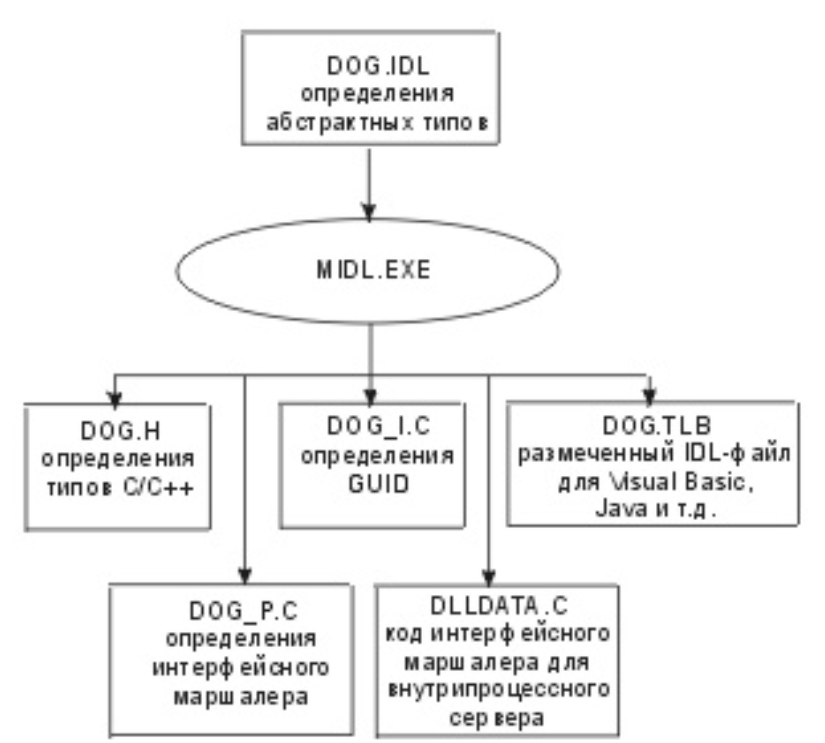 DOG.IDL
определения
абстрактных типов
MIDL.EXE
DOG.H
определения
типов C/C++
DOG_I.C
определения
GUID
DOG.TLB
размеченный IDL-файл
для Visual Basic,
Java и т.д.
DOG_P.C
определения
интерфейсного
маршалера
DLLDATA.C
код интерфейсного
маршалера для
внутрипроцессного
сервера